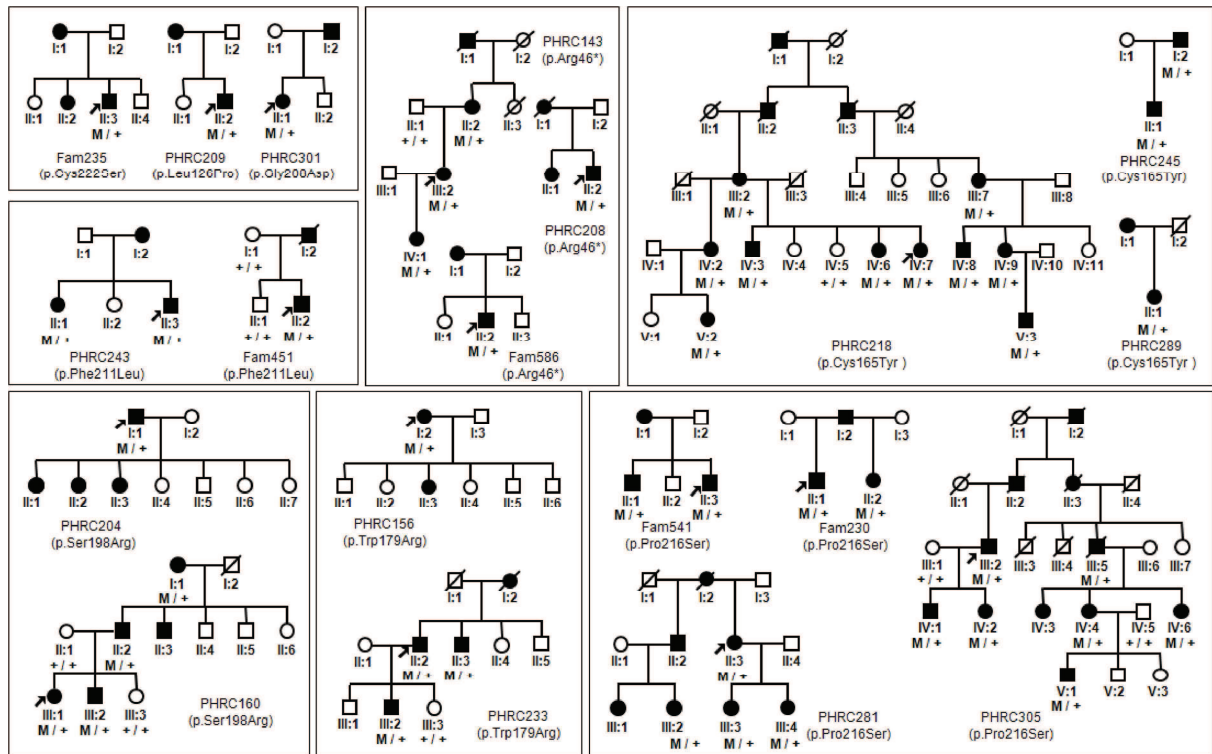 I:1 I:2 I:1 I:2 I:1 I:2
II:1 II:2 II:3 II:4 II:1 II:2 II:1 II:2
M / + M / + M / +
Fam235 PHRC209 PHRC301
(p.Cys222Ser) (p.Leu126Pro) (p.Gly200Asp)
I:1 I:2 I:1 I:2
+ / +
II:1 II:2 II:3 II:1 II:2
M / + M / + + / + M / +
PHRC243 Fam451
(p.Phe211Leu) (p.Phe211Leu)
PHRC143
(p.Arg46*)
I:1 I:2
II:1 II:2 II:3
+ / + M / +
III:1 III:2
M / +
IV:1
M / +
I:1 I:2
II:1 II:2
M / +
PHRC208
(p.Arg46*)
I:1 I:2
II:1 II:2 II:3
M / +
Fam586
(p.Arg46*)
I:1 I:2
II:1 II:2 II:3 II:4
III:1 III:2 III:3 III:4 III:5 III:6 III:7 III:8
M / + M / +
IV:1 IV:2 IV:3 IV:4 IV:5 IV:6 IV:7 IV:8 IV:9 IV:10 IV:11
M / + M / + + / + M / + M / + M / + M / +
V:1 V:2 V:3
M / + M / +
PHRC218
(p.Cys165Tyr )
I:1 I:2
M / +
II:1
M / +
PHRC245
(p.Cys165Tyr)
I:1 I:2
II:1
M / +
PHRC289
(p.Cys165Tyr)
I:1 I:2
M / +
II:1 II:2 II:3 II:4 II:5 II:6 II:7
PHRC204
(p.Ser198Arg)
I:1 I:2
M / +
II:1 II:2 II:3 II:4 II:5 II:6
+ / + M / +
III:1 III:2 III:3
M / + M / + + / +
PHRC160
(p.Ser198Arg)
I:2 I:3
M / +
II:1 II:2 II:3 II:4 II:5 II:6
PHRC156
(p.Trp179Arg)
I:1 I:2
II:1 II:2 II:3 II:4 II:5
M / + M / +
III:1 III:2 III:3
M / + + / +
PHRC233
(p.Trp179Arg)
I:1 I:2
II:1 II:2 II:3
M / + M / +
Fam541
(p.Pro216Ser)
I:1 I:2 I:3
II:1 II:2
M / +
Fam230
(p.Pro216Ser)
I:1 I:2 I:3
II:1 II:2 II:3 II:4
M / +
III:1 III:2 III:3 III:4
M / + M / + M / +
PHRC281
(p.Pro216Ser)
I:1 I:2
II:1 II:2 II:3 II:4
III:1 III:2 III:3 III:4 III:5 III:6 III:7
+ / + M / + M / +
IV:1 IV:2 IV:3 IV:4 IV:5 IV:6
M / + M / + M / + + / + M / +
V:1 V:2 V:3
M / +
PHRC305
(p.Pro216Ser)